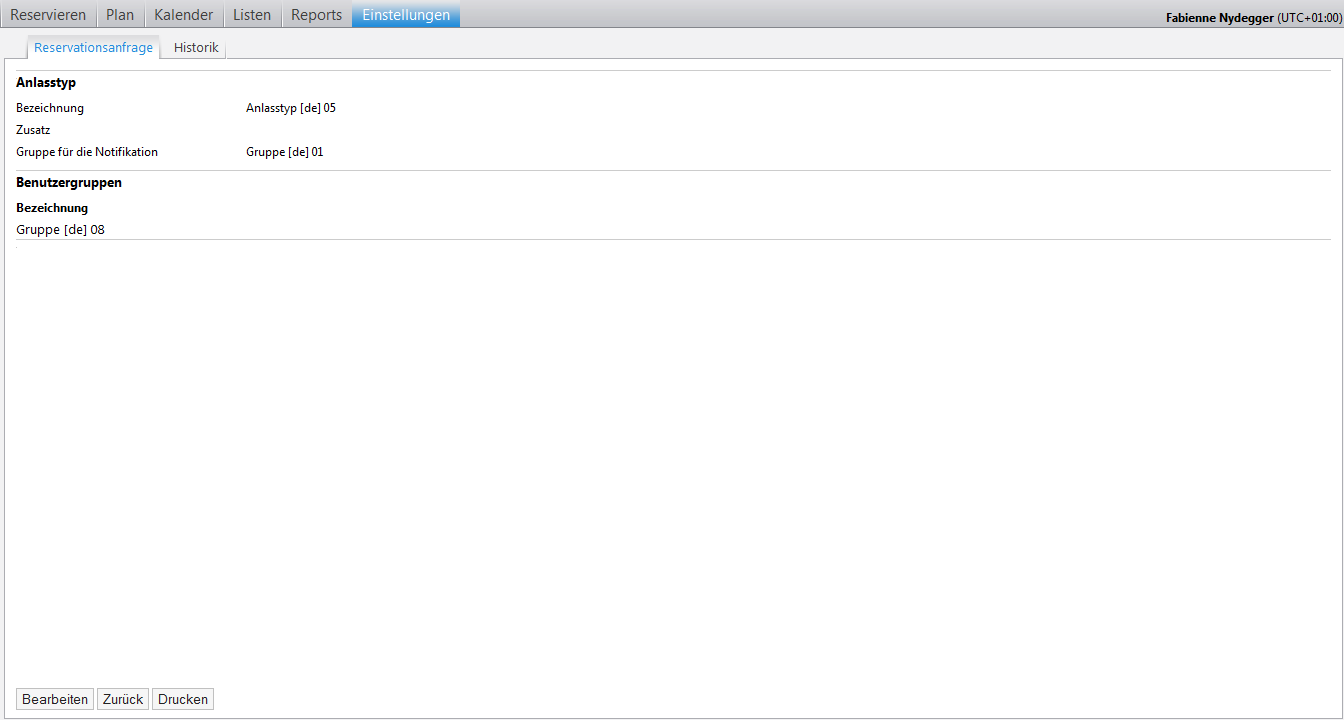 Reservieren Plan Kalender Listen Reports Einstellungen Fabienne Nydegger (UTC+01:00)
Reservationsanfrage Historik
Anlasstyp
Bezeichnung Anlasstyp [de] 05
Zusatz
Gruppe für die Notifikation Gruppe [de] 01
Benutzergruppen
Bezeichnung
Gruppe [de] 08
Bearbeiten Zurück Drucken